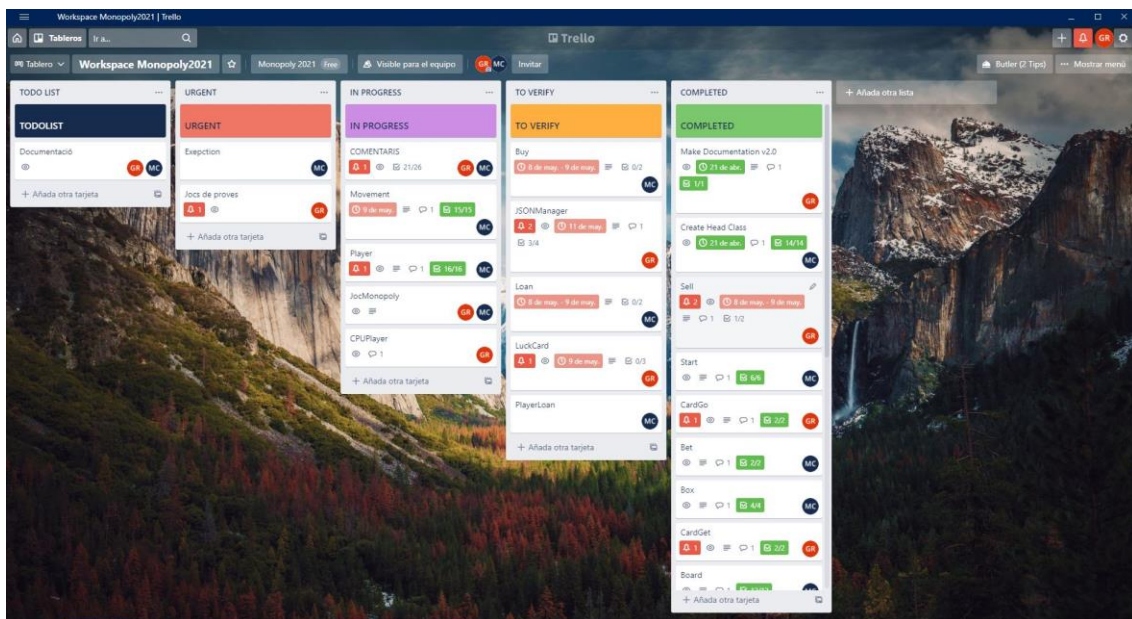 Workspace Monopoly2021 | Trello
Tableros
Ir a...
Trello
GR
Tablero
Workspace Monopoly2021
Monopoly 2021 Free
Visible para el equipo
GR MC
Invitar
Butler (2 Tips)
··· Mostrar menú
TODO LIST
TODOLIST
Documentació
GR MC
+ Añada otra tarjeta
URGENT
URGENT
Exepction
MC
Jocs de proves
1
GR
+ Añada otra tarjeta
IN PROGRESS
IN PROGRESS
COMENTARIS
1 21/26 GR MC
Movement
9 de may. 1 15/15
MC
Player
1 1 16/16 MC
JocMonopoly
GR MC
CPUPlayer
1 GR
+ Añada otra tarjeta
TO VERIFY
TO VERIFY
Buy
8 de may. - 9 de may. 0/2
MC
JSONManager
2 11 de may. 1
3/4
GR
Loan
8 de may. - 9 de may. 0/2
MC
LuckCard
1 9 de may. 0/3
GR
PlayerLoan
MC
+ Añada otra tarjeta
COMPLETED
COMPLETED
Make Documentation v2.0
21 de abr. 1
1/1
GR
Create Head Class
21 de abr. 1 14/14
MC
Sell
2 8 de may. - 9 de may.
1 1/2
GR
Start
1 6/6 MC
CardGo
1 1 2/2 GR
Bet
1 2/2 MC
Box
1 4/4 MC
CardGet
1 1 2/2 GR
Board
+ Añada otra tarjeta
+ Añada otra lista